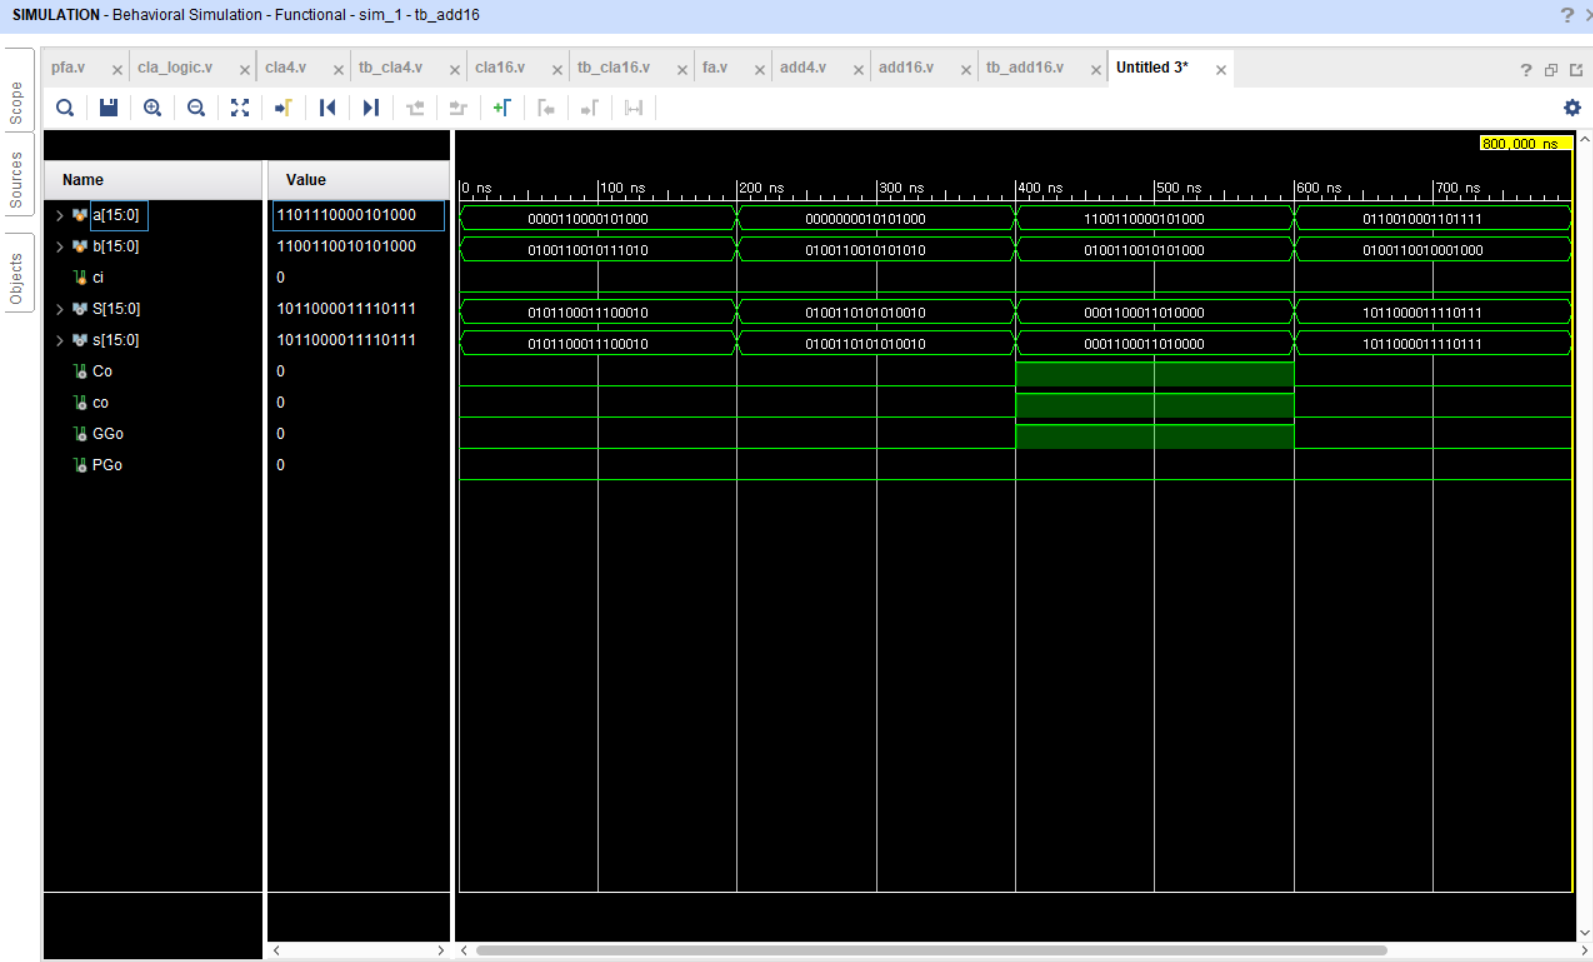 SIMULATION - Behavioral Simulation - Functional - sim_1 - tb_add16
?
pfa.v cla_logic.v cla4.v tb_cla4.v cla16.v tb_cla16.v fa.v add4.v add16.v tb_add16.v Untitled 3* ?
Scope
Sources
Objects
800,000 ns
Name Value
0 ns 100 ns 200 ns 300 ns 400 ns 500 ns 600 ns 700 ns
a[15:0] 1101110000101000 0000110000101000 0000000010101000 1100110000101000 0110010001101111
b[15:0] 1100110010101000 0100110010111010 0100110010101010 0100110010101000 0100110010001000
ci 0
S[15:0] 1011000011110111 0101100011100010 0100110101010010 0001100011010000 1011000011110111
s[15:0] 1011000011110111 0101100011100010 0100110101010010 0001100011010000 1011000011110111
Co 0
co 0
GGo 0
PGo 0